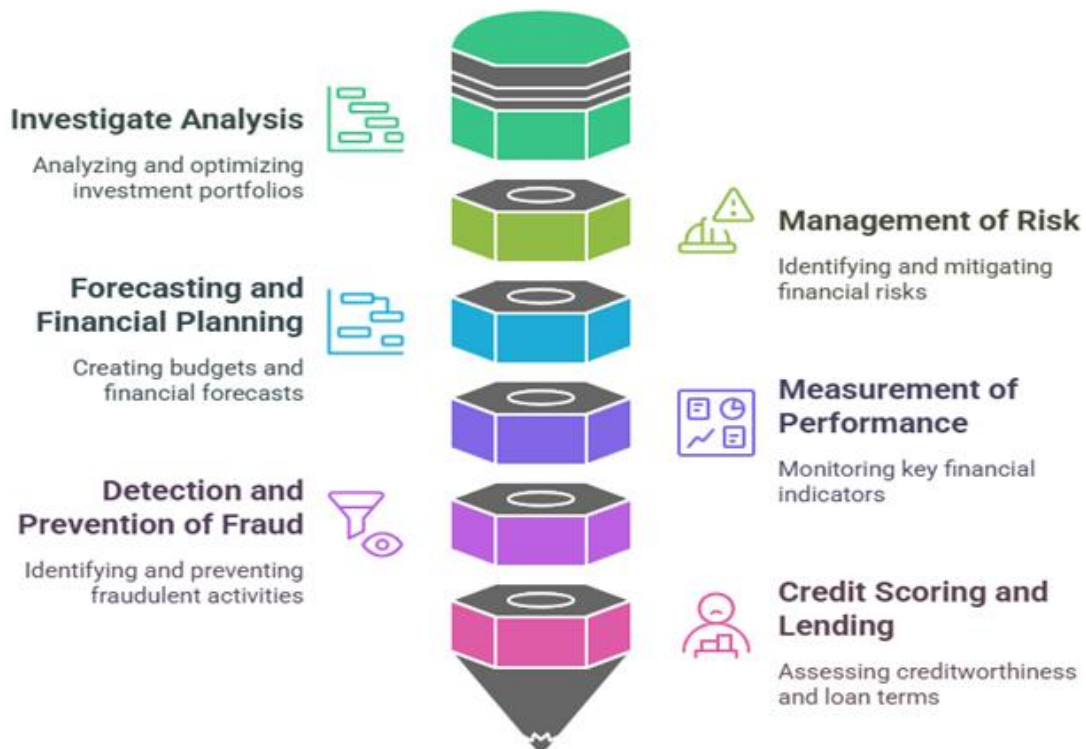 Investigate Analysis
Analyzing and optimizing
investment portfolios
Management of Risk
Identifying and mitigating
financial risks
Forecasting and
Financial Planning
Creating budgets and
financial forecasts
Measurement of
Performance
Monitoring key financial
indicators
Detection and
Prevention of Fraud
Identifying and preventing
fraudulent activities
Credit Scoring and
Lending
Assessing creditworthiness
and loan terms